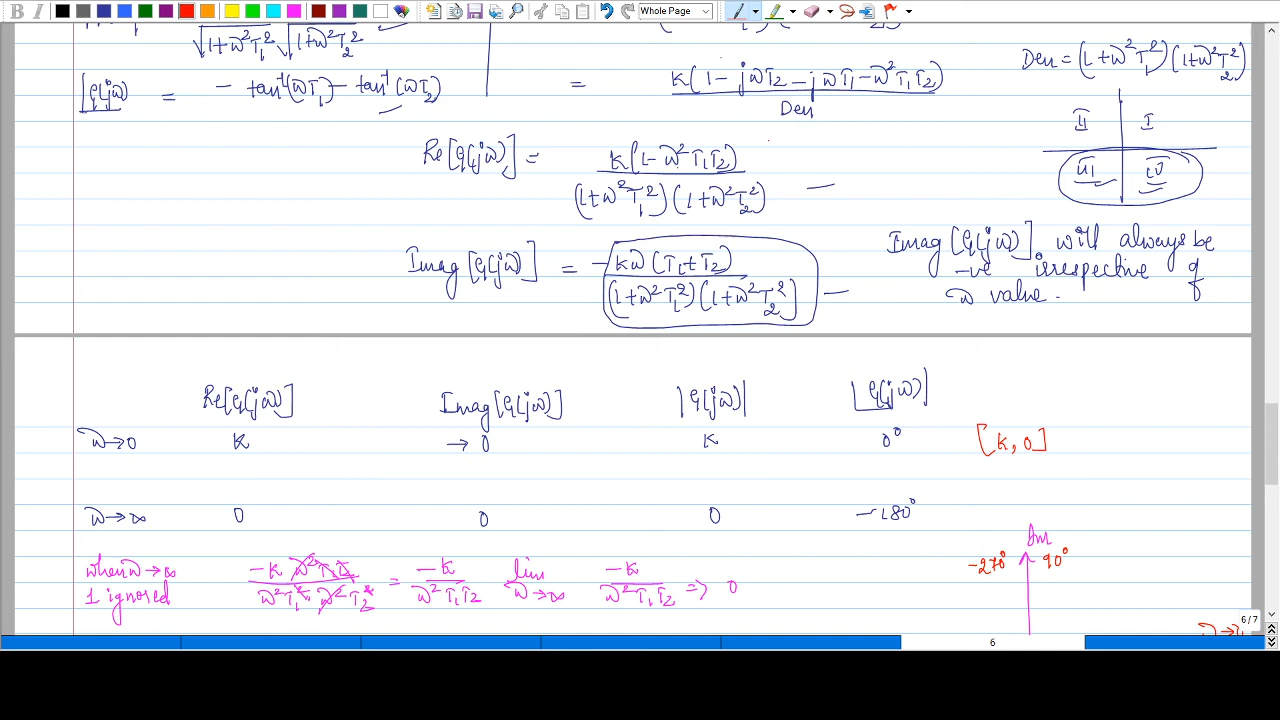 B I Whole Page
√1+ω²T₁² √1+ω²T₂²
∠G(jω) = - tan⁻¹(ωT₁) - tan⁻¹(ωT₂)
= K(1 - jωT₂ - jωT₁ - ω²T₁T₂)
Den
Den = (1+ω²T₁²)(1+ω²T₂²)
II I
III IV
Re[G(jω)] = K(1-ω²T₁T₂)
(1+ω²T₁²)(1+ω²T₂²)
Imag[G(jω)] = -Kω(T₁+T₂)
(1+ω²T₁²)(1+ω²T₂²)
Imag[G(jω)] will always be
-ve irrespective of
ω value.
Re[G(jω)] Imag[G(jω)] |G(jω)| ∠G(jω)
ω→0 K → 0 K 0° [K, 0]
ω→∞ 0 0 0 -180°
when ω→∞
1 ignored
-K ω²T₁T₂ = -K lim -K ⇒ 0
ω²T₁² ω²T₂² ω²T₁T₂ ω→∞ ω²T₁T₂
Im
-270° 90°
6/7
6